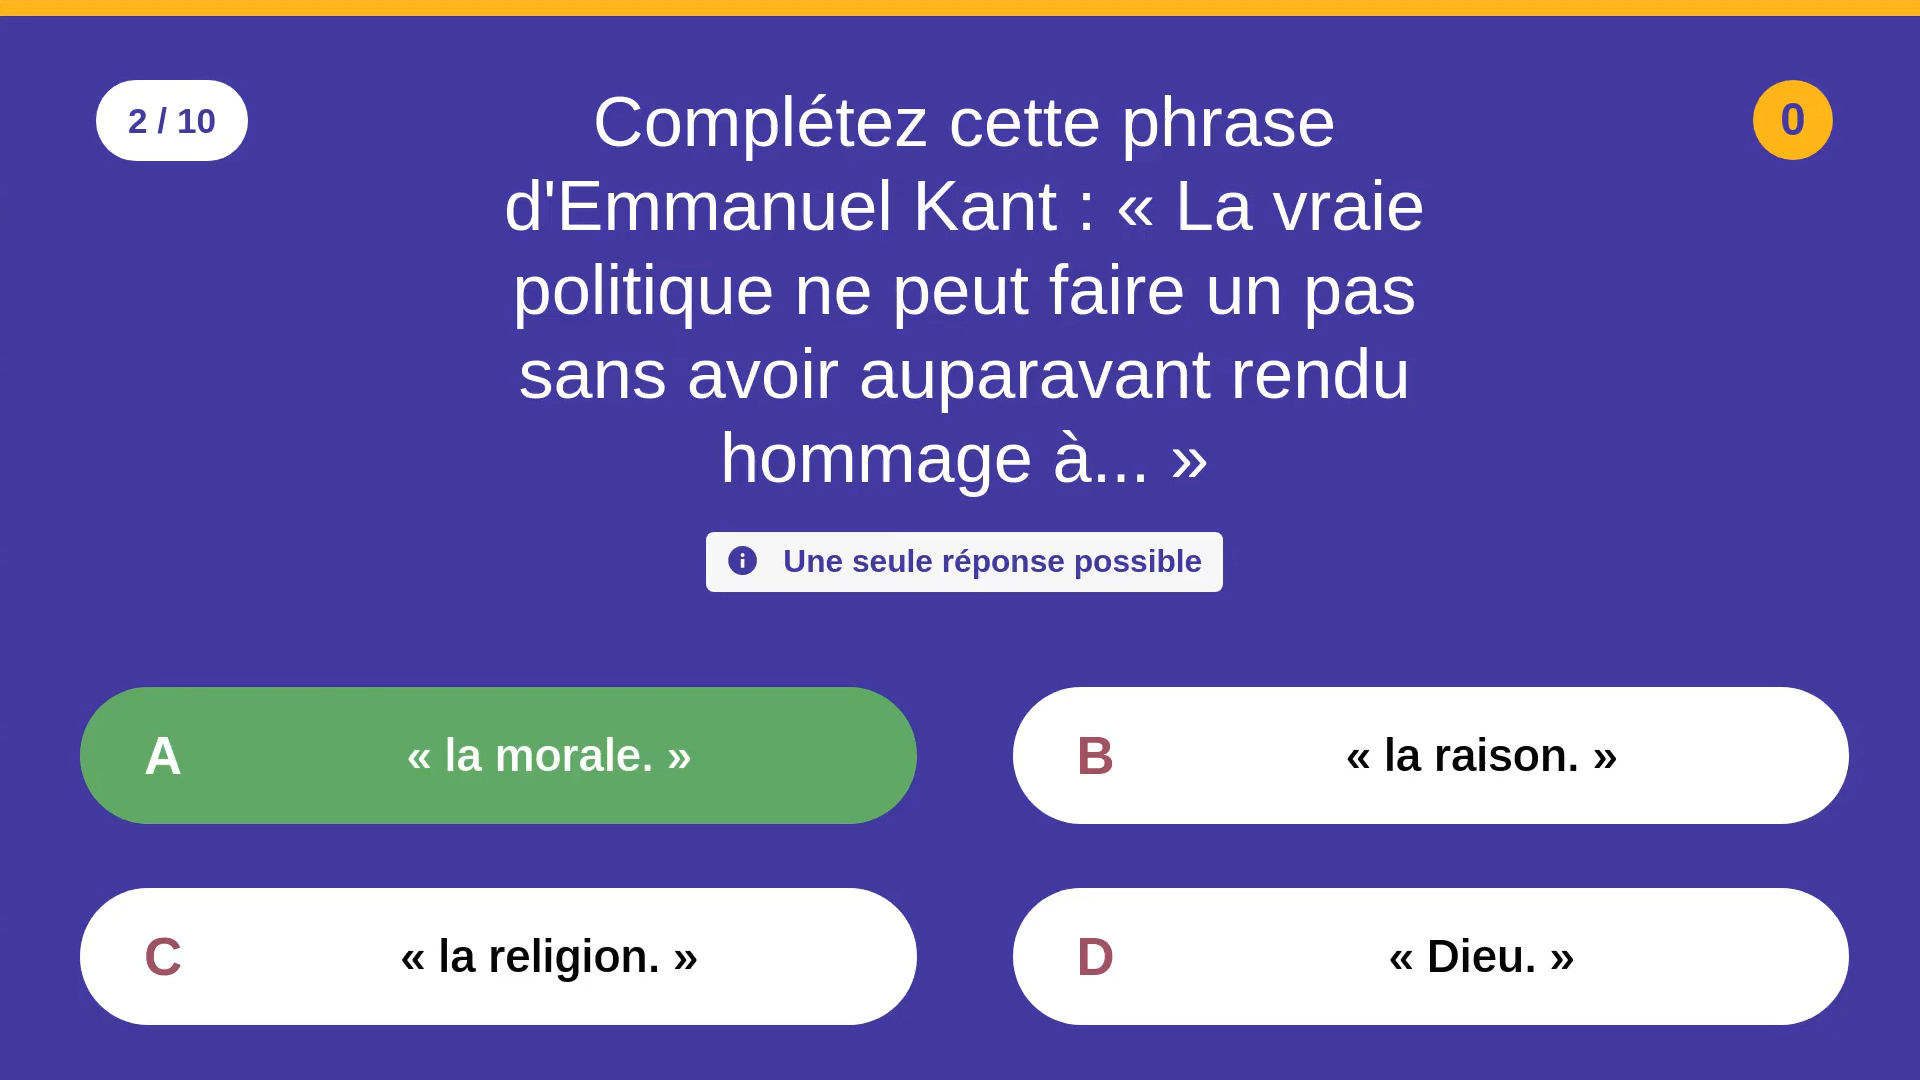 2 / 10
Complétez cette phrase
d'Emmanuel Kant : « La vraie
politique ne peut faire un pas
sans avoir auparavant rendu
hommage à... »
0
Une seule réponse possible
A « la morale. »
B « la raison. »
C « la religion. »
D « Dieu. »